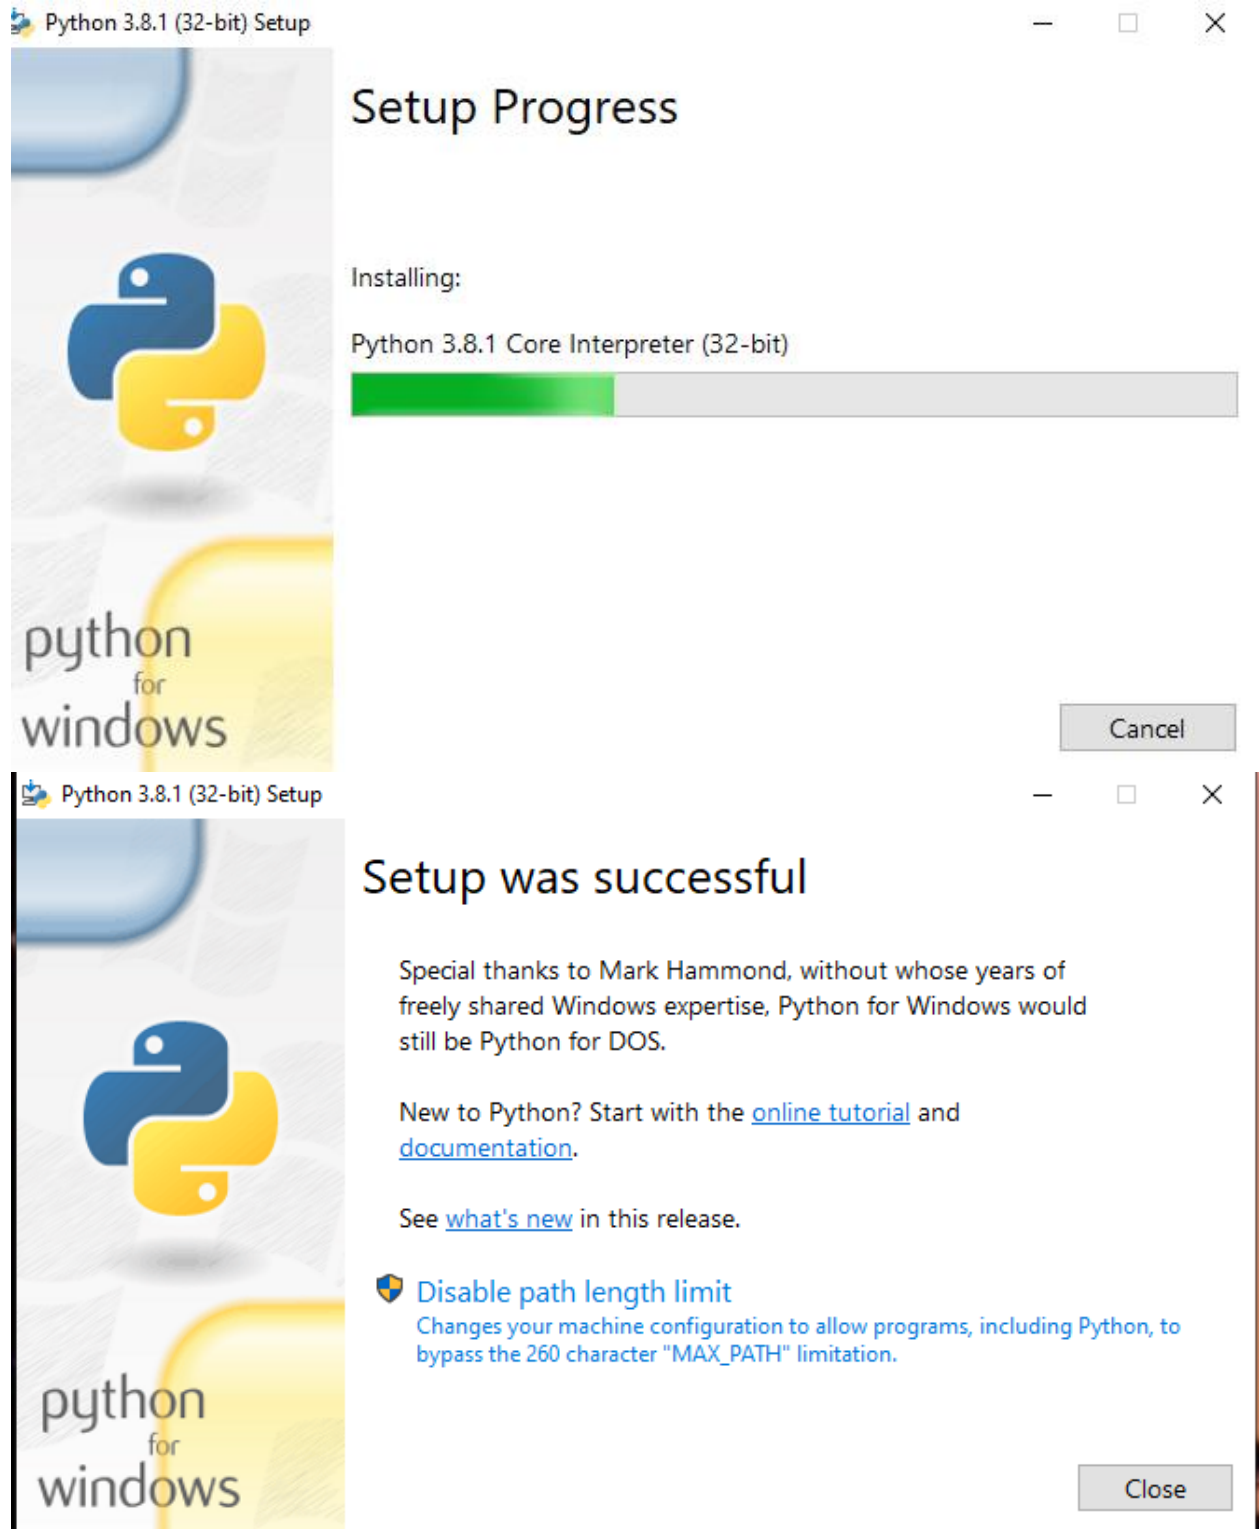 Python 3.8.1 (32-bit) Setup
Setup Progress
Installing:
Python 3.8.1 Core Interpreter (32-bit)
python
for
windows
Cancel
Python 3.8.1 (32-bit) Setup
Setup was successful
Special thanks to Mark Hammond, without whose years of
freely shared Windows expertise, Python for Windows would
still be Python for DOS.
New to Python? Start with the online tutorial and
documentation.
See what's new in this release.
Disable path length limit
Changes your machine configuration to allow programs, including Python, to
bypass the 260 character "MAX_PATH" limitation.
python
for
windows
Close